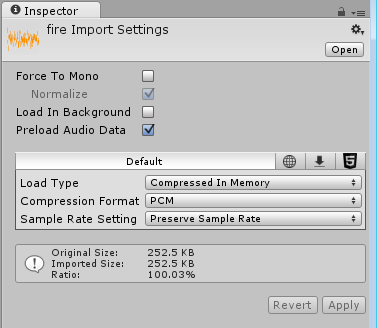 Inspector
fire Import Settings
Open
Force To Mono
Normalize
Load In Background
Preload Audio Data
Default
Load Type Compressed In Memory
Compression Format PCM
Sample Rate Setting Preserve Sample Rate
Original Size: 252.5 KB
Imported Size: 252.5 KB
Ratio: 100.03%
Revert Apply